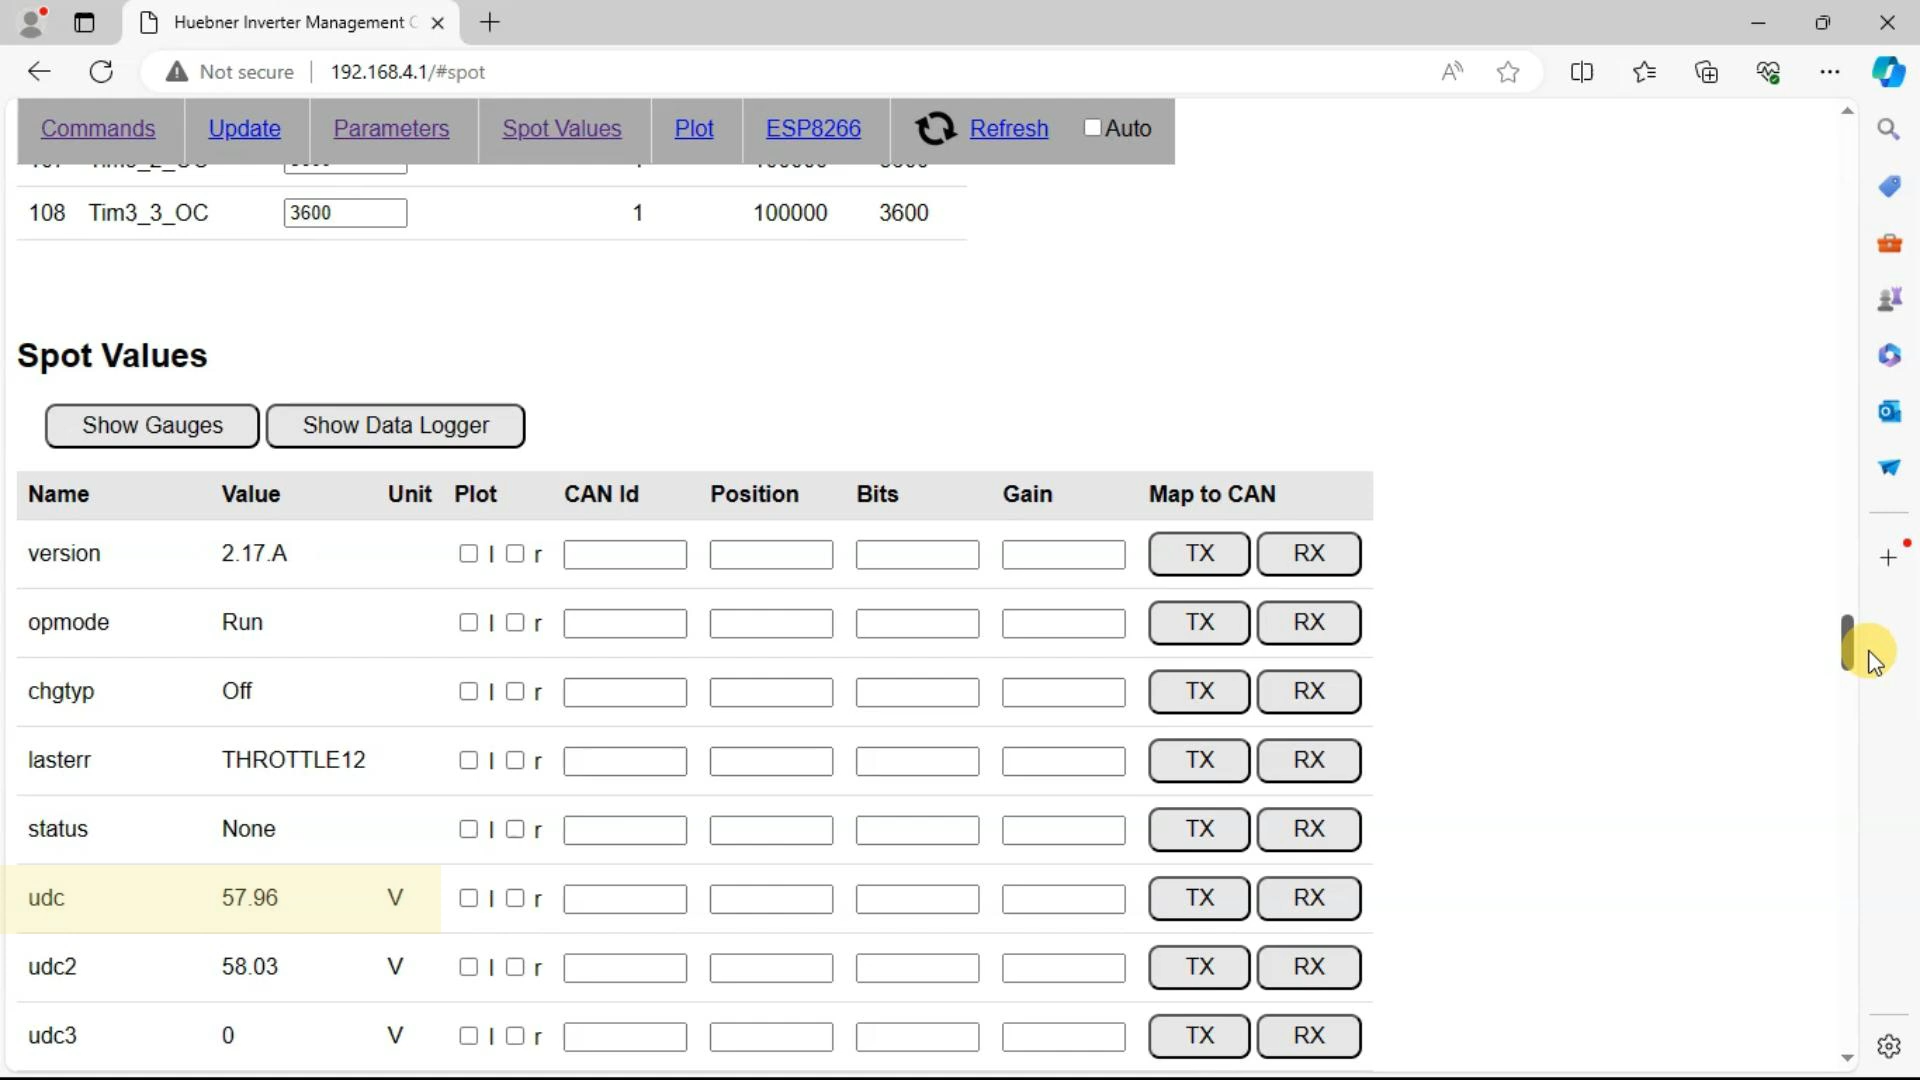 Huebner Inverter Management
Not secure 192.168.4.1/#spot
Commands Update Parameters Spot Values Plot ESP8266 Refresh Auto
108 Tim3_3_OC 3600 1 100000 3600
Spot Values
Show Gauges Show Data Logger
Name Value Unit Plot CAN Id Position Bits Gain Map to CAN
version 2.17.A l r TX RX
opmode Run l r TX RX
chgtyp Off l r TX RX
lasterr THROTTLE12 l r TX RX
status None l r TX RX
udc 57.96 V l r TX RX
udc2 58.03 V l r TX RX
udc3 0 V l r TX RX